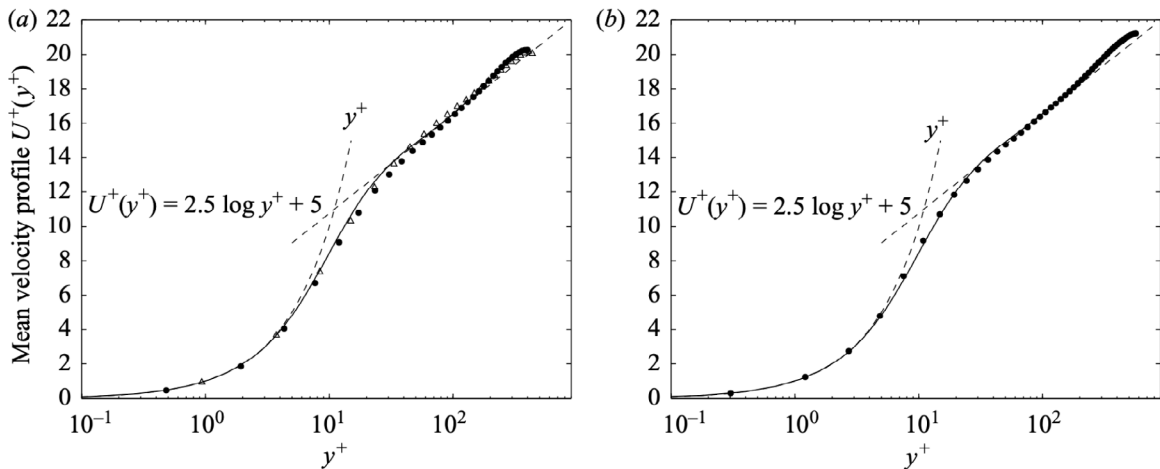 (a)
Mean velocity profile U⁺(y⁺)
22
20
18
16
14
12
10
8
6
4
2
0
y⁺
U⁺(y⁺) = 2.5 log y⁺ + 5
10⁻¹ 10⁰ 10¹ 10²
y⁺
(b)
22
20
18
16
14
12
10
8
6
4
2
0
y⁺
U⁺(y⁺) = 2.5 log y⁺ + 5
10⁻¹ 10⁰ 10¹ 10²
y⁺